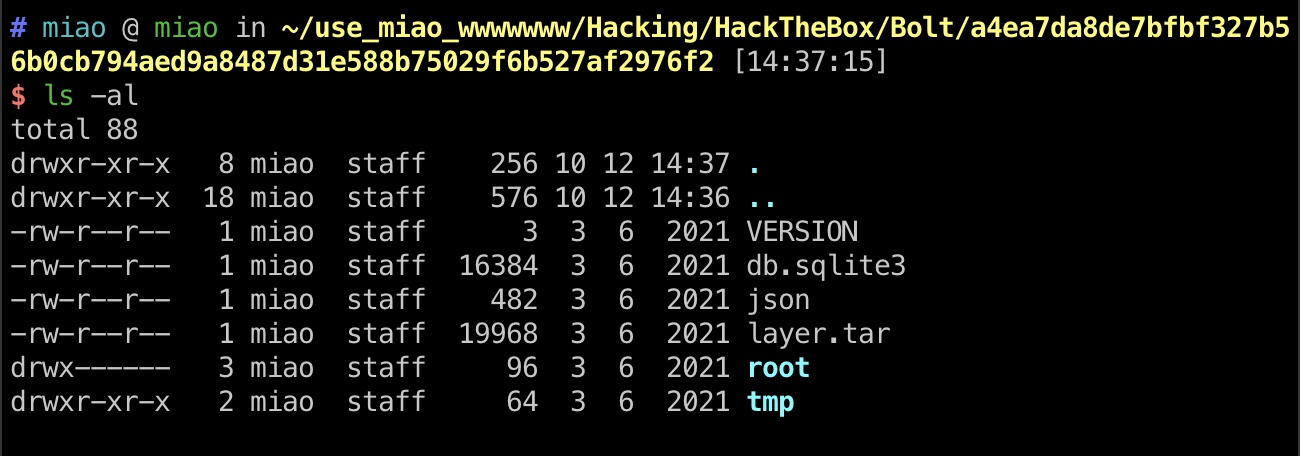 # miao @ miao in ~/use_miao_wwwwwww/Hacking/HackTheBox/Bolt/a4ea7da8de7bfbf327b5
6b0cb794aed9a8487d31e588b75029f6b527af2976f2 [14:37:15]
$ ls -al
total 88
drwxr-xr-x   8 miao  staff    256 10 12 14:37 .
drwxr-xr-x  18 miao  staff    576 10 12 14:36 ..
-rw-r--r--   1 miao  staff      3  3  6  2021 VERSION
-rw-r--r--   1 miao  staff  16384  3  6  2021 db.sqlite3
-rw-r--r--   1 miao  staff    482  3  6  2021 json
-rw-r--r--   1 miao  staff  19968  3  6  2021 layer.tar
drwx------   3 miao  staff     96  3  6  2021 root
drwxr-xr-x   2 miao  staff     64  3  6  2021 tmp